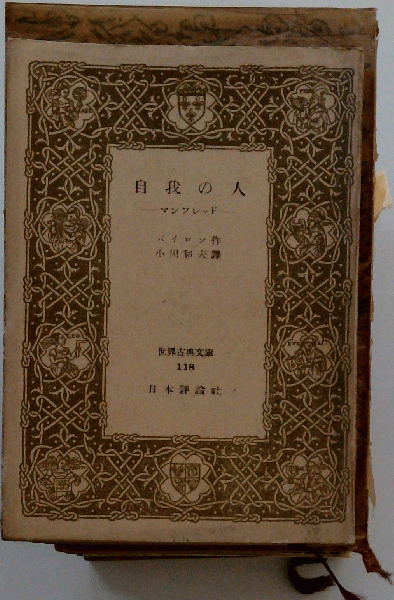 自我の人
―マンフレッド―
バイロン作
小川和夫譯
世界古典文庫
118
日本評論社